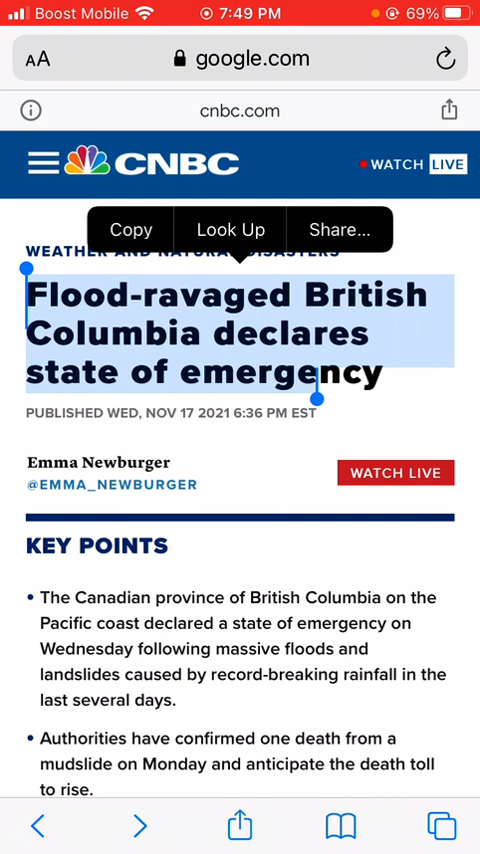 Boost Mobile 7:49 PM 69%
AA google.com
cnbc.com
CNBC WATCH LIVE
Copy Look Up Share...
WEATHER AND NATURAL DISASTERS
Flood-ravaged British
Columbia declares
state of emergency
PUBLISHED WED, NOV 17 2021 6:36 PM EST
Emma Newburger
@EMMA_NEWBURGER
WATCH LIVE
KEY POINTS
• The Canadian province of British Columbia on the
Pacific coast declared a state of emergency on
Wednesday following massive floods and
landslides caused by record-breaking rainfall in the
last several days.
• Authorities have confirmed one death from a
mudslide on Monday and anticipate the death toll
to rise.